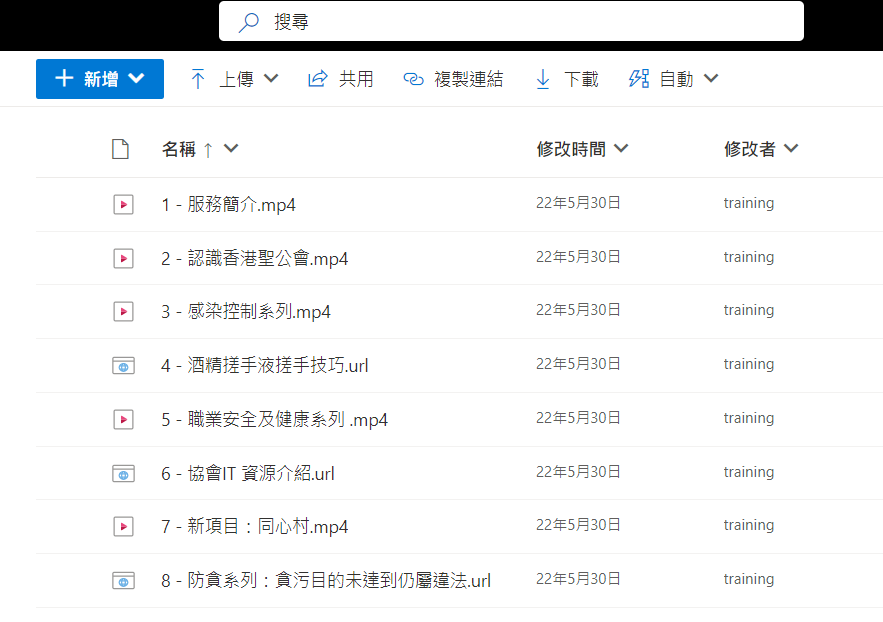 搜尋
新增 上傳 共用 複製連結 下載 自動
名稱 ↑ 修改時間 修改者
1 - 服務簡介.mp4 22年5月30日 training
2 - 認識香港聖公會.mp4 22年5月30日 training
3 - 感染控制系列.mp4 22年5月30日 training
4 - 酒精搓手液搓手技巧.url 22年5月30日 training
5 - 職業安全及健康系列 .mp4 22年5月30日 training
6 - 協會IT 資源介紹.url 22年5月30日 training
7 - 新項目：同心村.mp4 22年5月30日 training
8 - 防貪系列：貪污目的未達到仍屬違法.url 22年5月30日 training